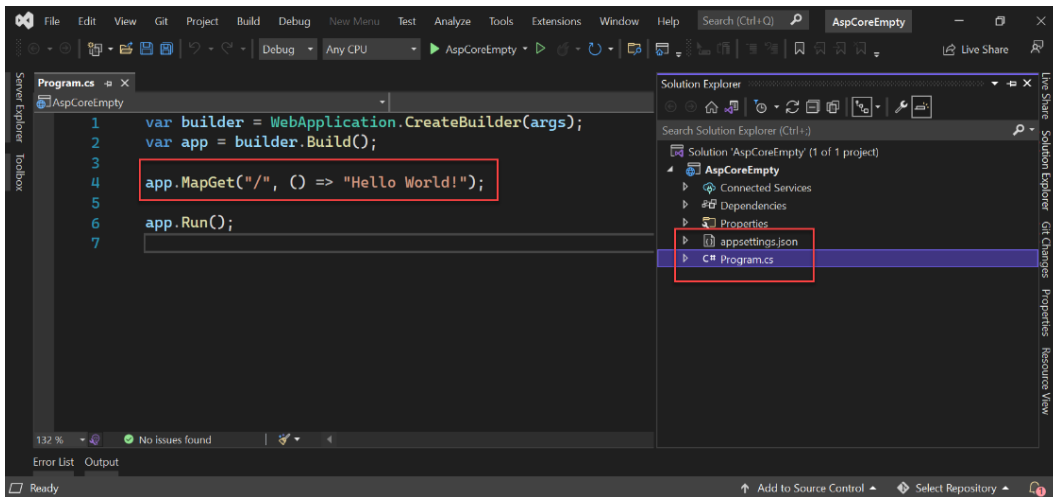 File Edit View Git Project Build Debug New Menu Test Analyze Tools Extensions Window Help Search (Ctrl+Q) AspCoreEmpty
Debug Any CPU AspCoreEmpty Live Share
Server Explorer
Toolbox
Program.cs
AspCoreEmpty
1 var builder = WebApplication.CreateBuilder(args);
2 var app = builder.Build();
3
4 app.MapGet("/", () => "Hello World!");
5
6 app.Run();
7
132 % No issues found
Error List Output
Solution Explorer
Search Solution Explorer (Ctrl+;)
Solution 'AspCoreEmpty' (1 of 1 project)
AspCoreEmpty
Connected Services
Dependencies
Properties
appsettings.json
C# Program.cs
Live Share
Solution Explorer
Git Changes
Properties
Resource View
Ready Add to Source Control Select Repository 1